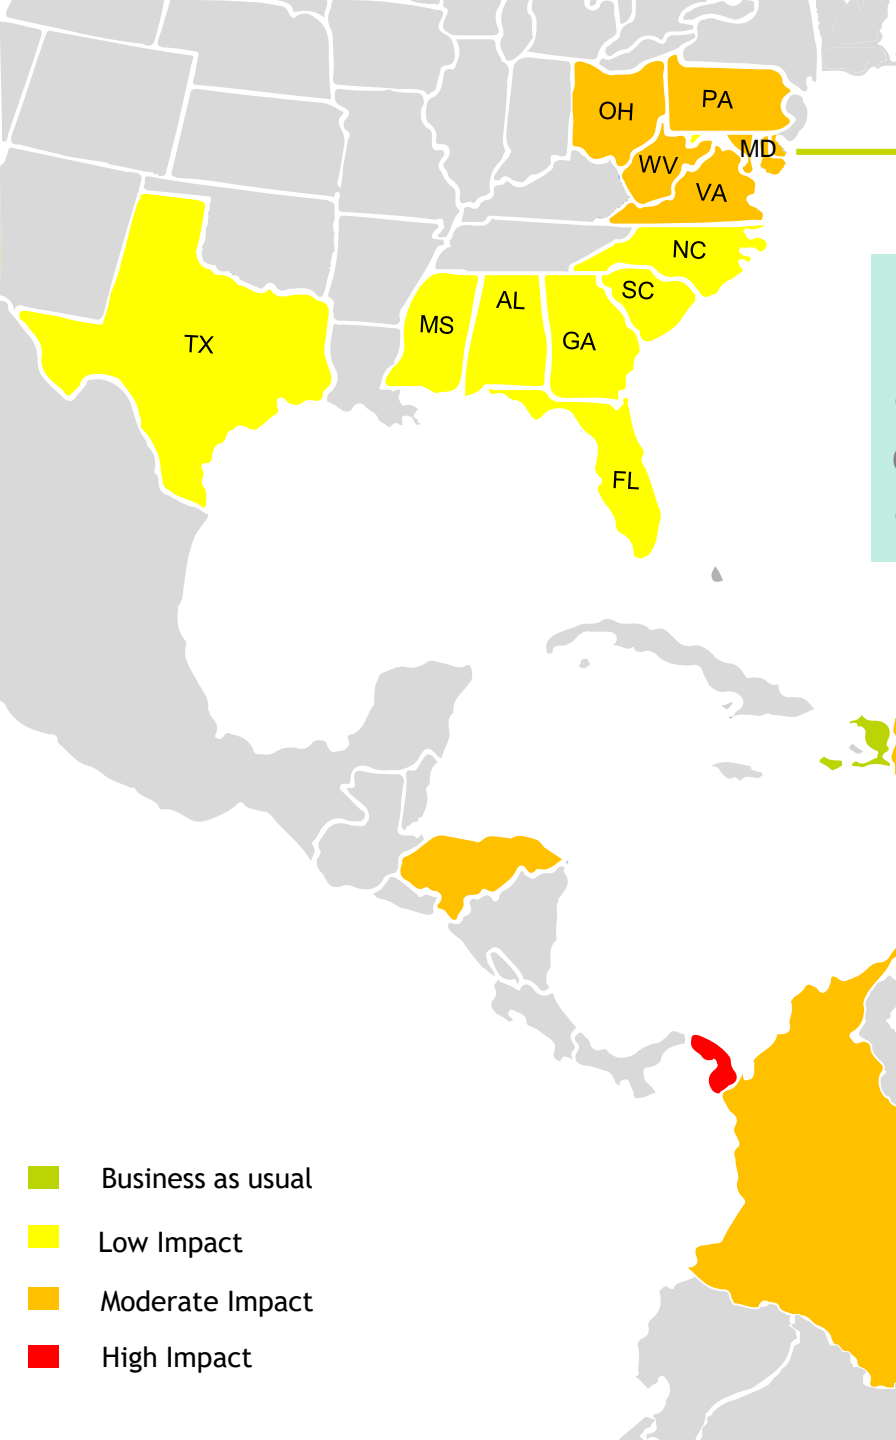 OH
PA
MD
WV
VA
NC
SC
AL
MS
GA
TX
FL
Business as usual
Low Impact
Moderate Impact
High Impact